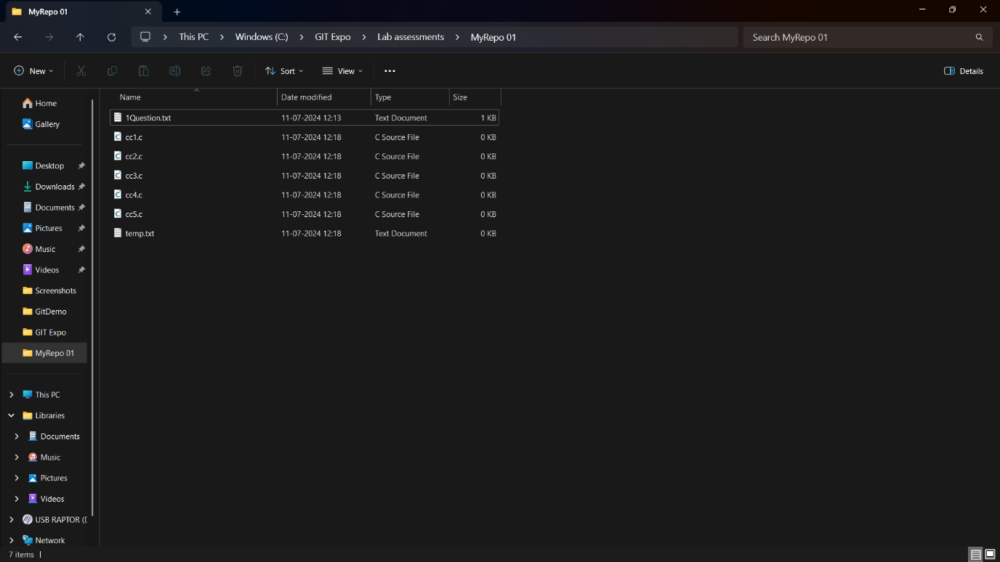 MyRepo 01
This PC > Windows (C:) > GIT Expo > Lab assessments > MyRepo 01
Search MyRepo 01
New
Sort
View
Details
Name Date modified Type Size
1Question.txt 11-07-2024 12:13 Text Document 1 KB
cc1.c 11-07-2024 12:18 C Source File 0 KB
cc2.c 11-07-2024 12:18 C Source File 0 KB
cc3.c 11-07-2024 12:18 C Source File 0 KB
cc4.c 11-07-2024 12:18 C Source File 0 KB
cc5.c 11-07-2024 12:18 C Source File 0 KB
temp.txt 11-07-2024 12:18 Text Document 0 KB
Home
Gallery
Desktop
Downloads
Documents
Pictures
Music
Videos
Screenshots
GitDemo
GIT Expo
MyRepo 01
This PC
Libraries
Documents
Music
Pictures
Videos
USB RAPTOR (
Network
7 items